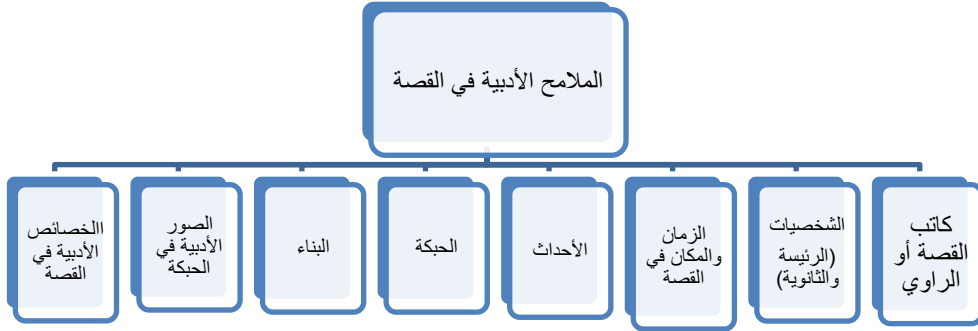 الملامح الأدبية في القصة
كاتب
القصة أو
الراوي
الشخصيات
(الرئيسة
والثانوية)
الزمان
والمكان في
القصة
الأحداث
الحبكة
البناء
الصور
الأدبية في
الحبكة
االخصائص
الأدبية في
القصة